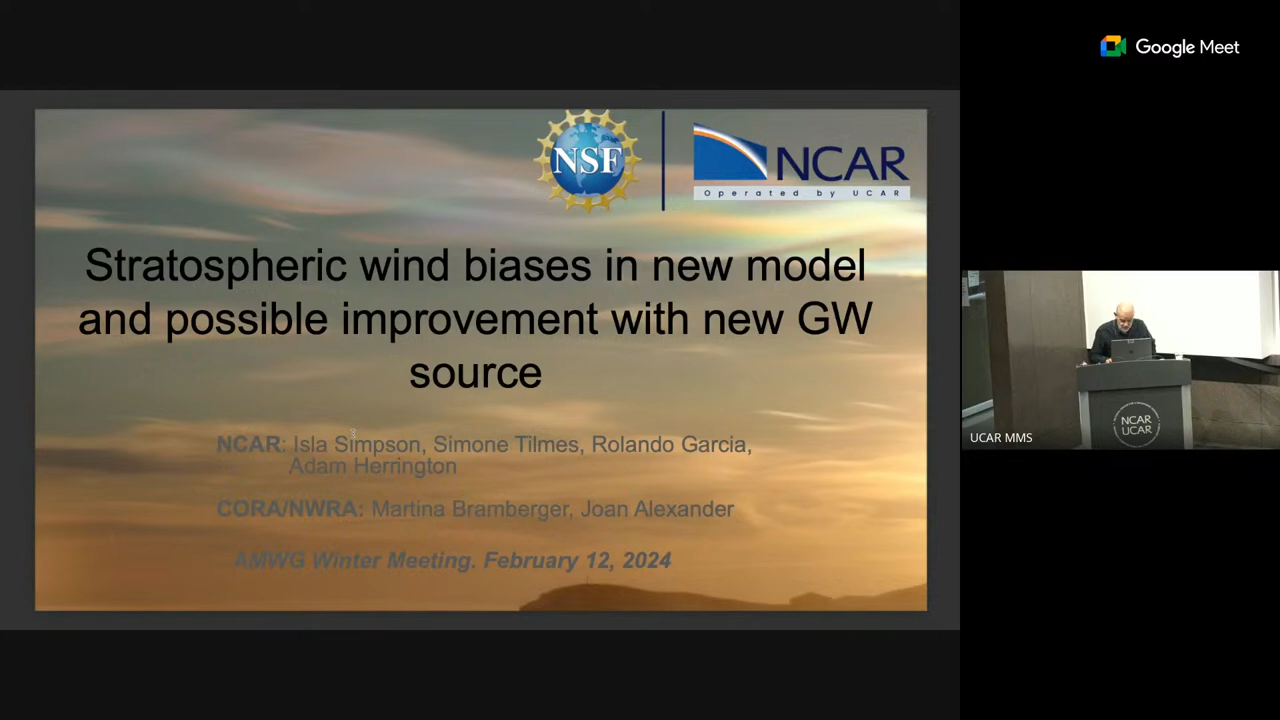 Google Meet
NSF
NCAR
Operated by UCAR
Stratospheric wind biases in new model
and possible improvement with new GW
source
NCAR: Isla Simpson, Simone Tilmes, Rolando Garcia,
Adam Herrington
CORA/NWRA: Martina Bramberger, Joan Alexander
AMWG Winter Meeting. February 12, 2024
NCAR
UCAR
UCAR MMS